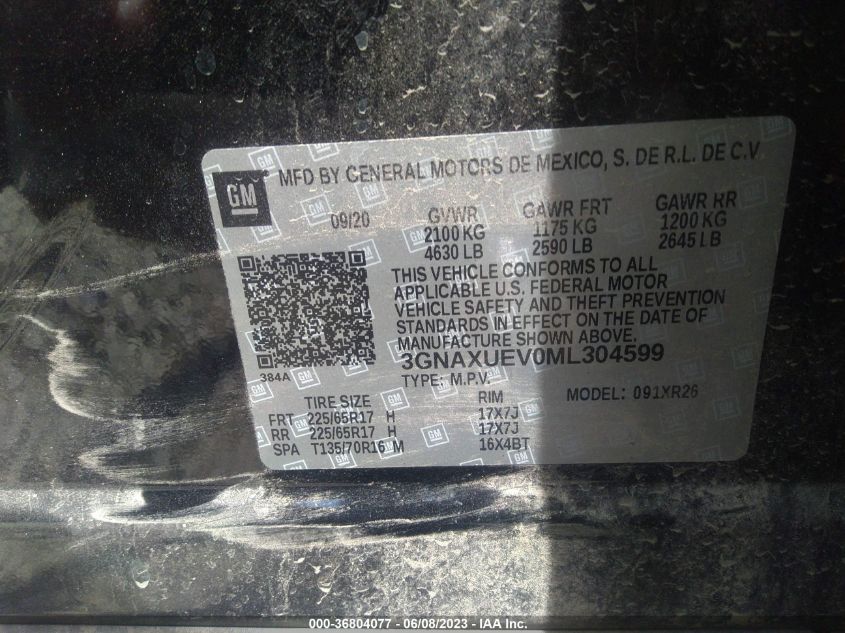 GM
MFD BY GENERAL MOTORS DE MEXICO, S. DE R.L. DE C.V
09/20 GVWR GAWR FRT GAWR RR
2100 KG 1175 KG 1200 KG
4630 LB 2590 LB 2645 LB
THIS VEHICLE CONFORMS TO ALL
APPLICABLE U.S. FEDERAL MOTOR
VEHICLE SAFETY AND THEFT PREVENTION
STANDARDS IN EFFECT ON THE DATE OF
MANUFACTURE SHOWN ABOVE.
384A 3GNAXUEV0ML304599
TYPE: M.P.V. MODEL: 091XR26
TIRE SIZE RIM
FRT 225/65R17 H 17X7J
RR 225/65R17 H 17X7J
SPA T135/70R16 M 16X4BT
000-36804077 - 06/08/2023 - IAA Inc.